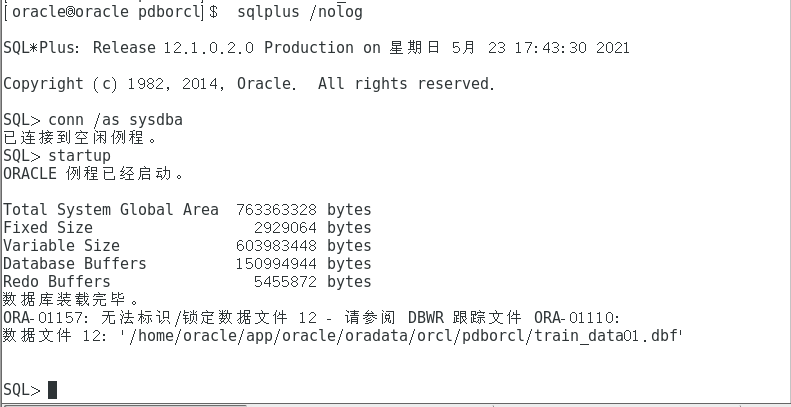 [oracle@oracle pdborcl]$  sqlplus /nolog
SQL*Plus: Release 12.1.0.2.0 Production on 星期日 5月 23 17:43:30 2021
Copyright (c) 1982, 2014, Oracle.  All rights reserved.
SQL> conn /as sysdba
已连接到空闲例程。
SQL> startup
ORACLE 例程已经启动。
Total System Global Area  763363328 bytes
Fixed Size                  2929064 bytes
Variable Size             603983448 bytes
Database Buffers          150994944 bytes
Redo Buffers                5455872 bytes
数据库装载完毕。
ORA-01157: 无法标识/锁定数据文件 12 - 请参阅 DBWR 跟踪文件 ORA-01110:
数据文件 12: '/home/oracle/app/oracle/oradata/orcl/pdborcl/train_data01.dbf'
SQL>